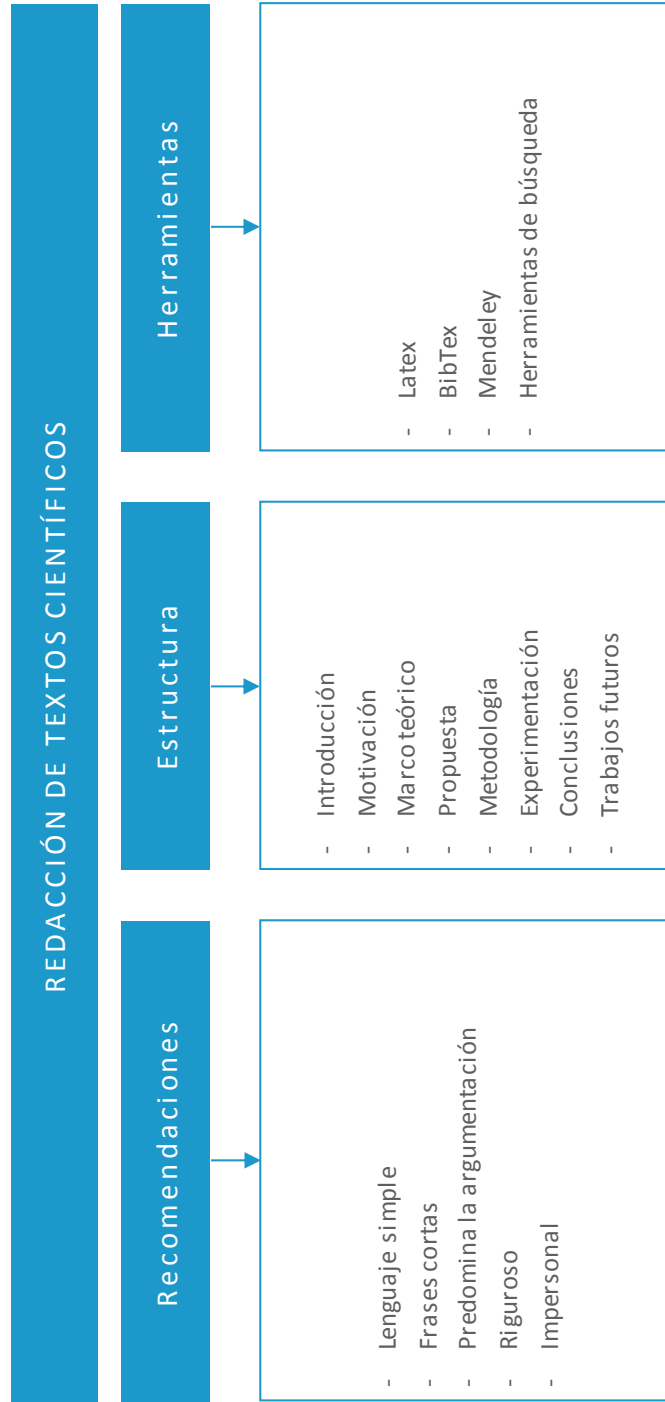 REDACCIÓN DE TEXTOS CIENTÍFICOS
Recomendaciones
- Lenguaje simple
- Frases cortas
- Predomina la argumentación
- Riguroso
- Impersonal
Estructura
- Introducción
- Motivación
- Marco teórico
- Propuesta
- Metodología
- Experimentación
- Conclusiones
- Trabajos futuros
Herramientas
- Latex
- BibTex
- Mendeley
- Herramientas de búsqueda